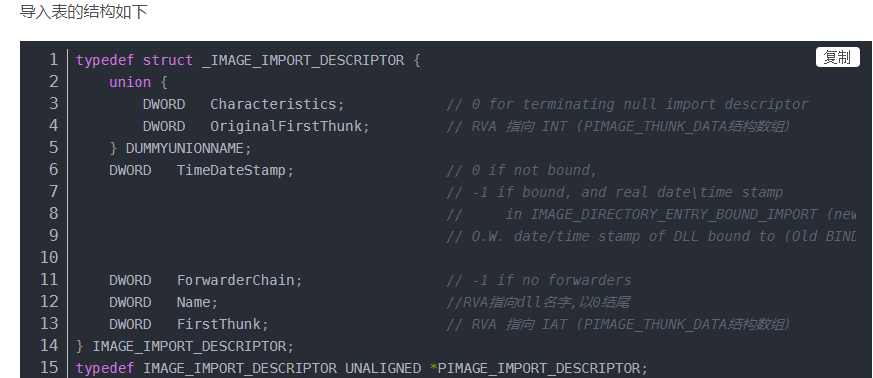 导入表的结构如下
复制
1 typedef struct _IMAGE_IMPORT_DESCRIPTOR {
2     union {
3         DWORD   Characteristics;            // 0 for terminating null import descriptor
4         DWORD   OriginalFirstThunk;         // RVA 指向 INT (PIMAGE_THUNK_DATA结构数组)
5     } DUMMYUNIONNAME;
6     DWORD   TimeDateStamp;                  // 0 if not bound,
7                                             // -1 if bound, and real date\time stamp
8                                             //     in IMAGE_DIRECTORY_ENTRY_BOUND_IMPORT (new
9                                             // O.W. date/time stamp of DLL bound to (Old BIND
10
11     DWORD   ForwarderChain;                 // -1 if no forwarders
12     DWORD   Name;                           //RVA指向dll名字,以0结尾
13     DWORD   FirstThunk;                     // RVA 指向 IAT (PIMAGE_THUNK_DATA结构数组)
14 } IMAGE_IMPORT_DESCRIPTOR;
15 typedef IMAGE_IMPORT_DESCRIPTOR UNALIGNED *PIMAGE_IMPORT_DESCRIPTOR;